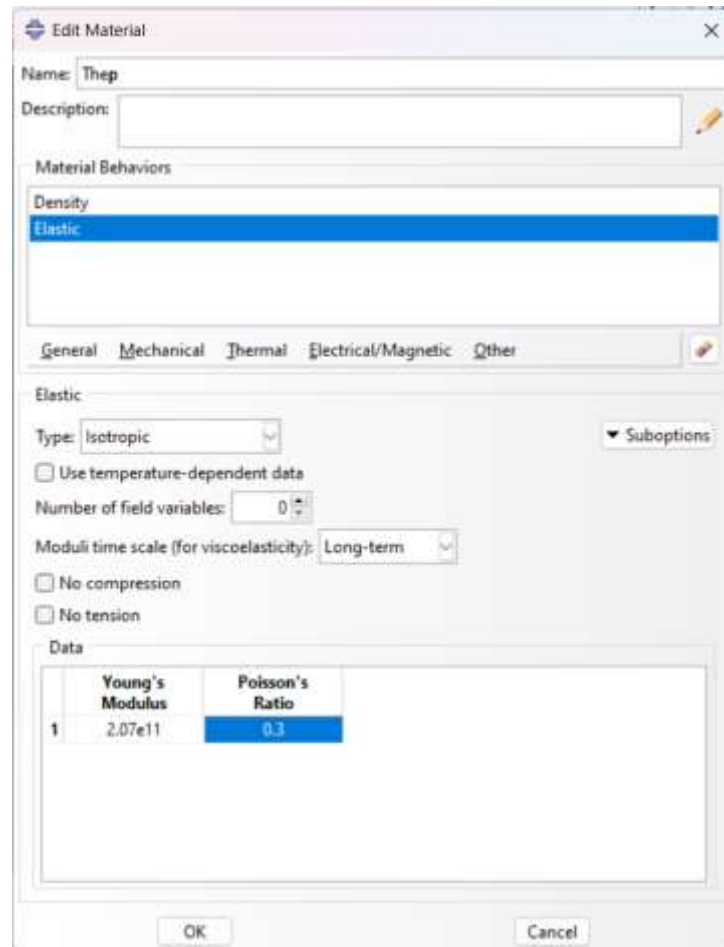 Edit Material
Name: Thep
Description:
Material Behaviors
Density
Elastic
General Mechanical Thermal Electrical/Magnetic Other
Elastic
Type: Isotropic
Suboptions
Use temperature-dependent data
Number of field variables: 0
Moduli time scale (for viscoelasticity): Long-term
No compression
No tension
Data
Young's Modulus Poisson's Ratio
1 2.07e11 0.3
OK Cancel